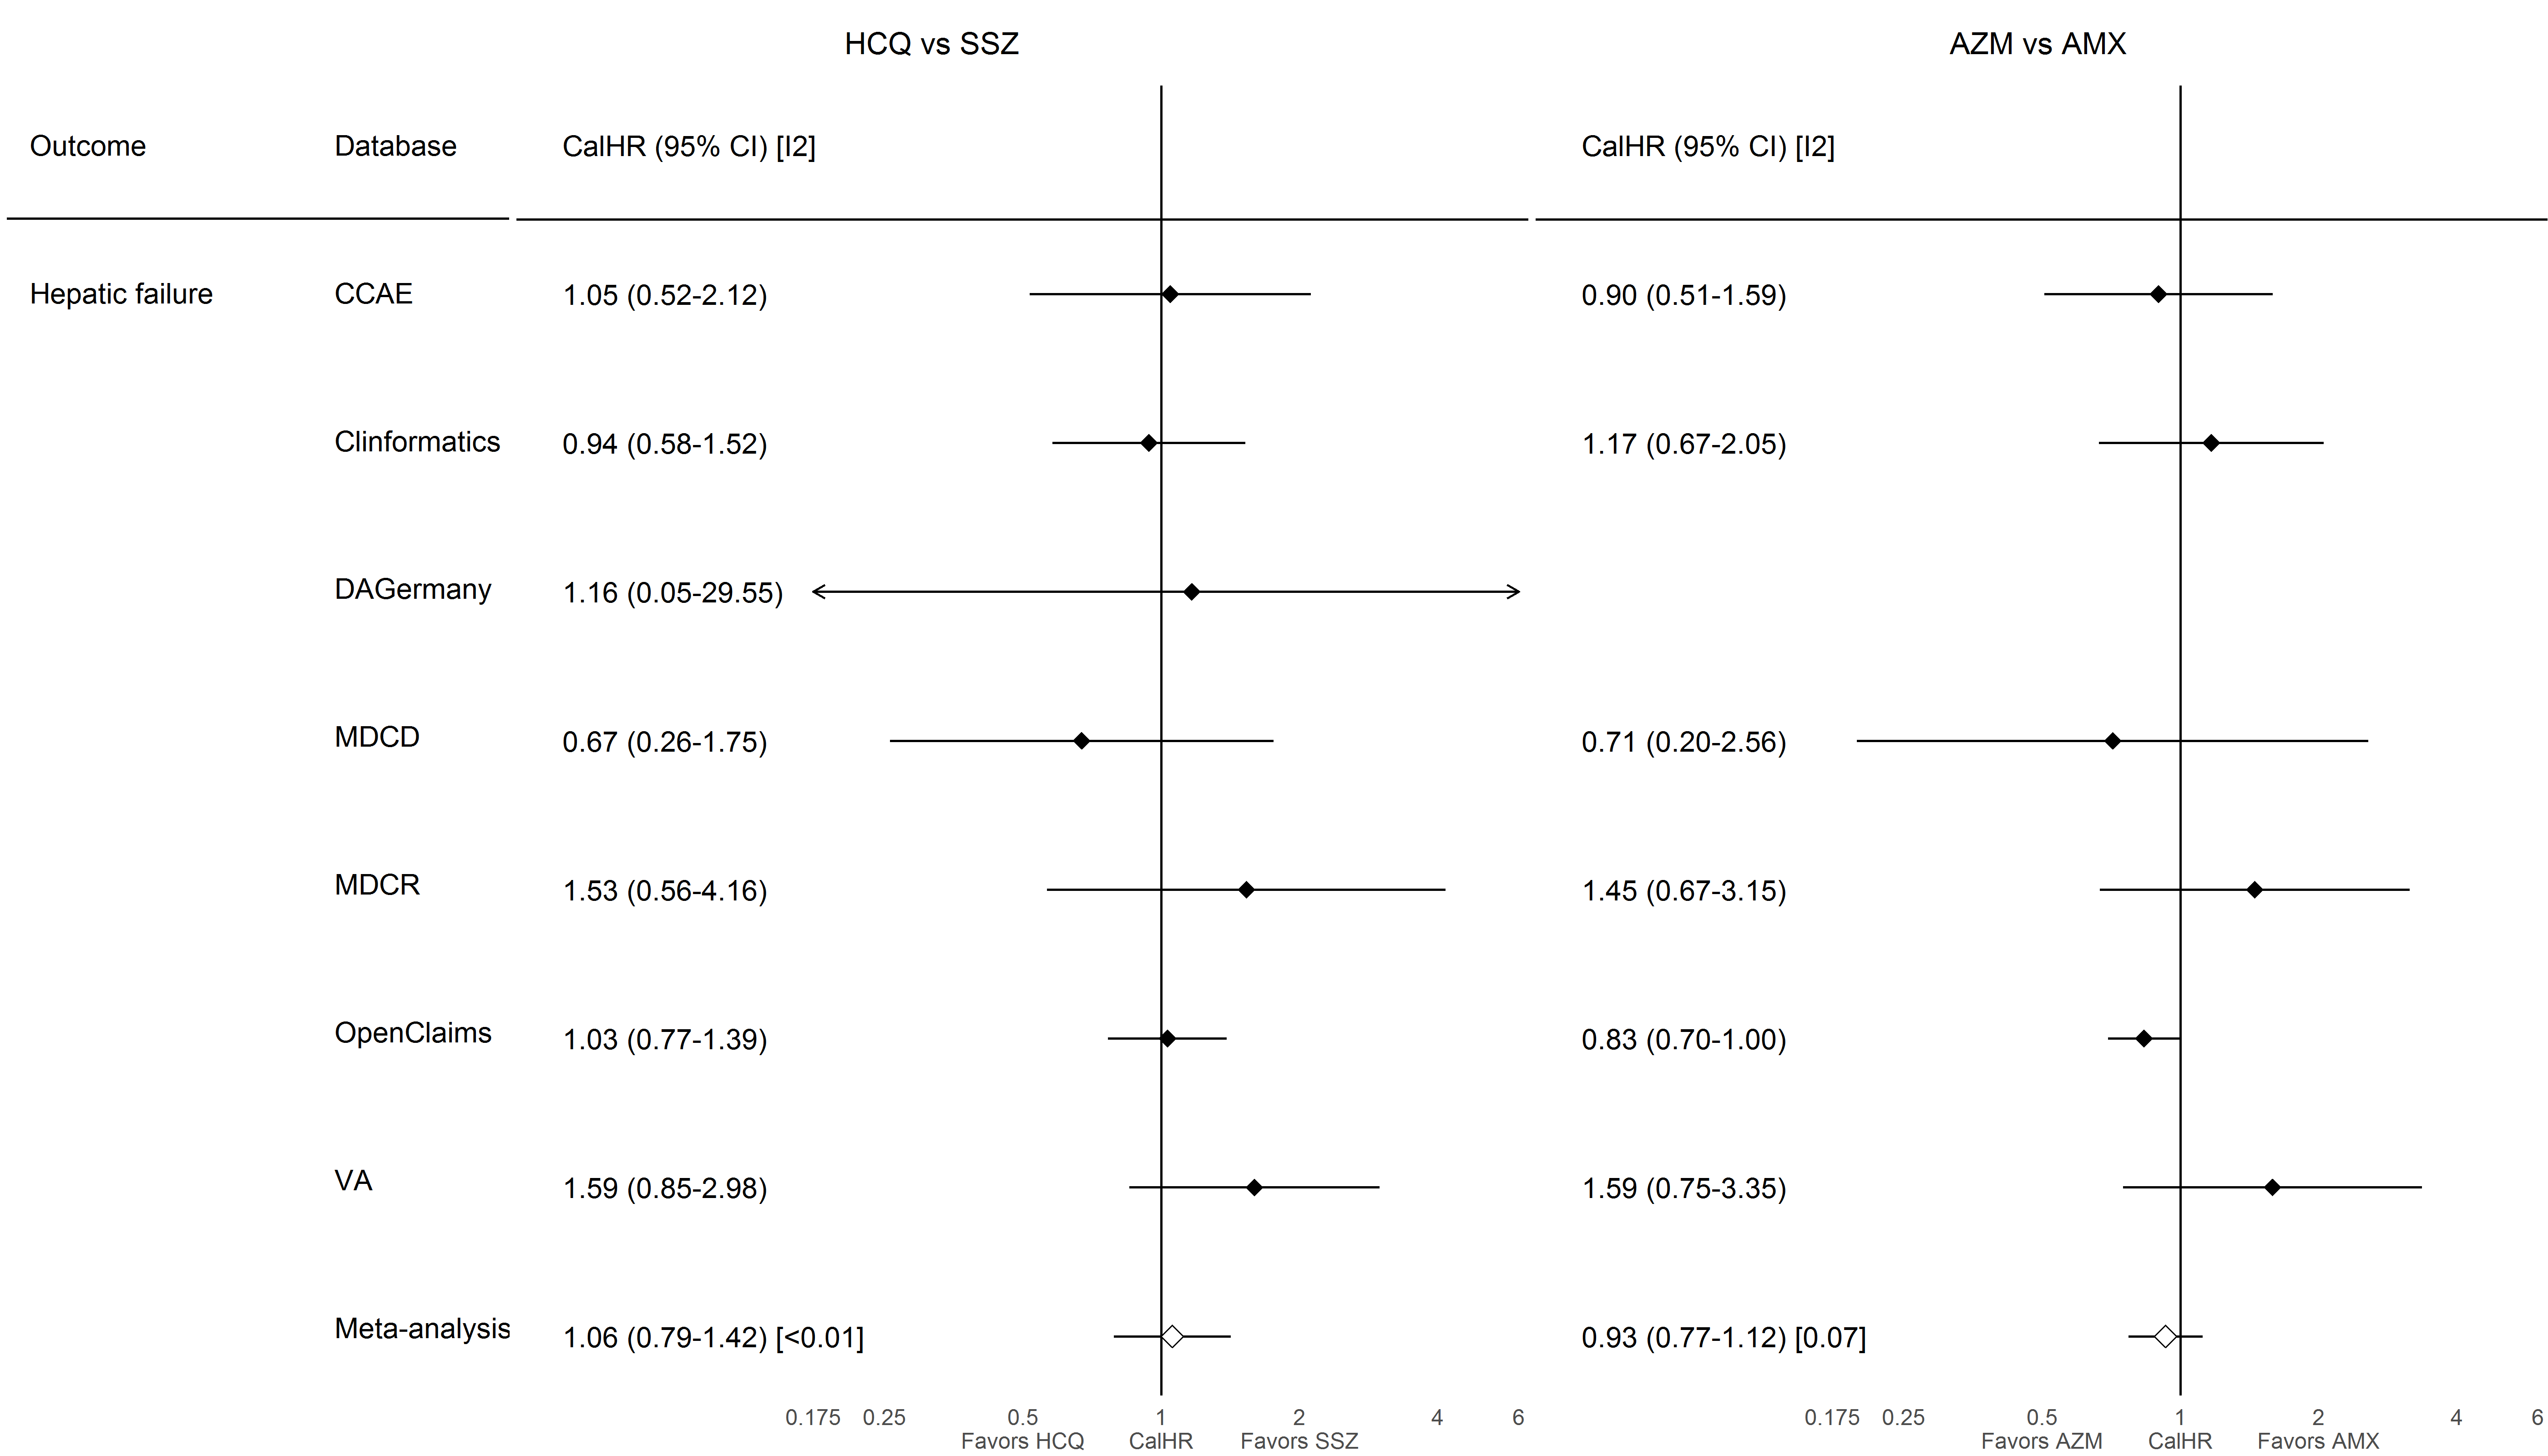 HCQ vs SSZ AZM vs AMX
Outcome Database CalHR (95% CI) [I2] CalHR (95% CI) [I2]
Hepatic failure CCAE 1.05 (0.52-2.12) 0.90 (0.51-1.59)
Clinformatics 0.94 (0.58-1.52) 1.17 (0.67-2.05)
DAGermany 1.16 (0.05-29.55)
MDCD 0.67 (0.26-1.75) 0.71 (0.20-2.56)
MDCR 1.53 (0.56-4.16) 1.45 (0.67-3.15)
OpenClaims 1.03 (0.77-1.39) 0.83 (0.70-1.00)
VA 1.59 (0.85-2.98) 1.59 (0.75-3.35)
Meta-analysis 1.06 (0.79-1.42) [<0.01] 0.93 (0.77-1.12) [0.07]
0.175 0.25 0.5 1 2 4 6 0.175 0.25 0.5 1 2 4 6
Favors HCQ CalHR Favors SSZ Favors AZM CalHR Favors AMX